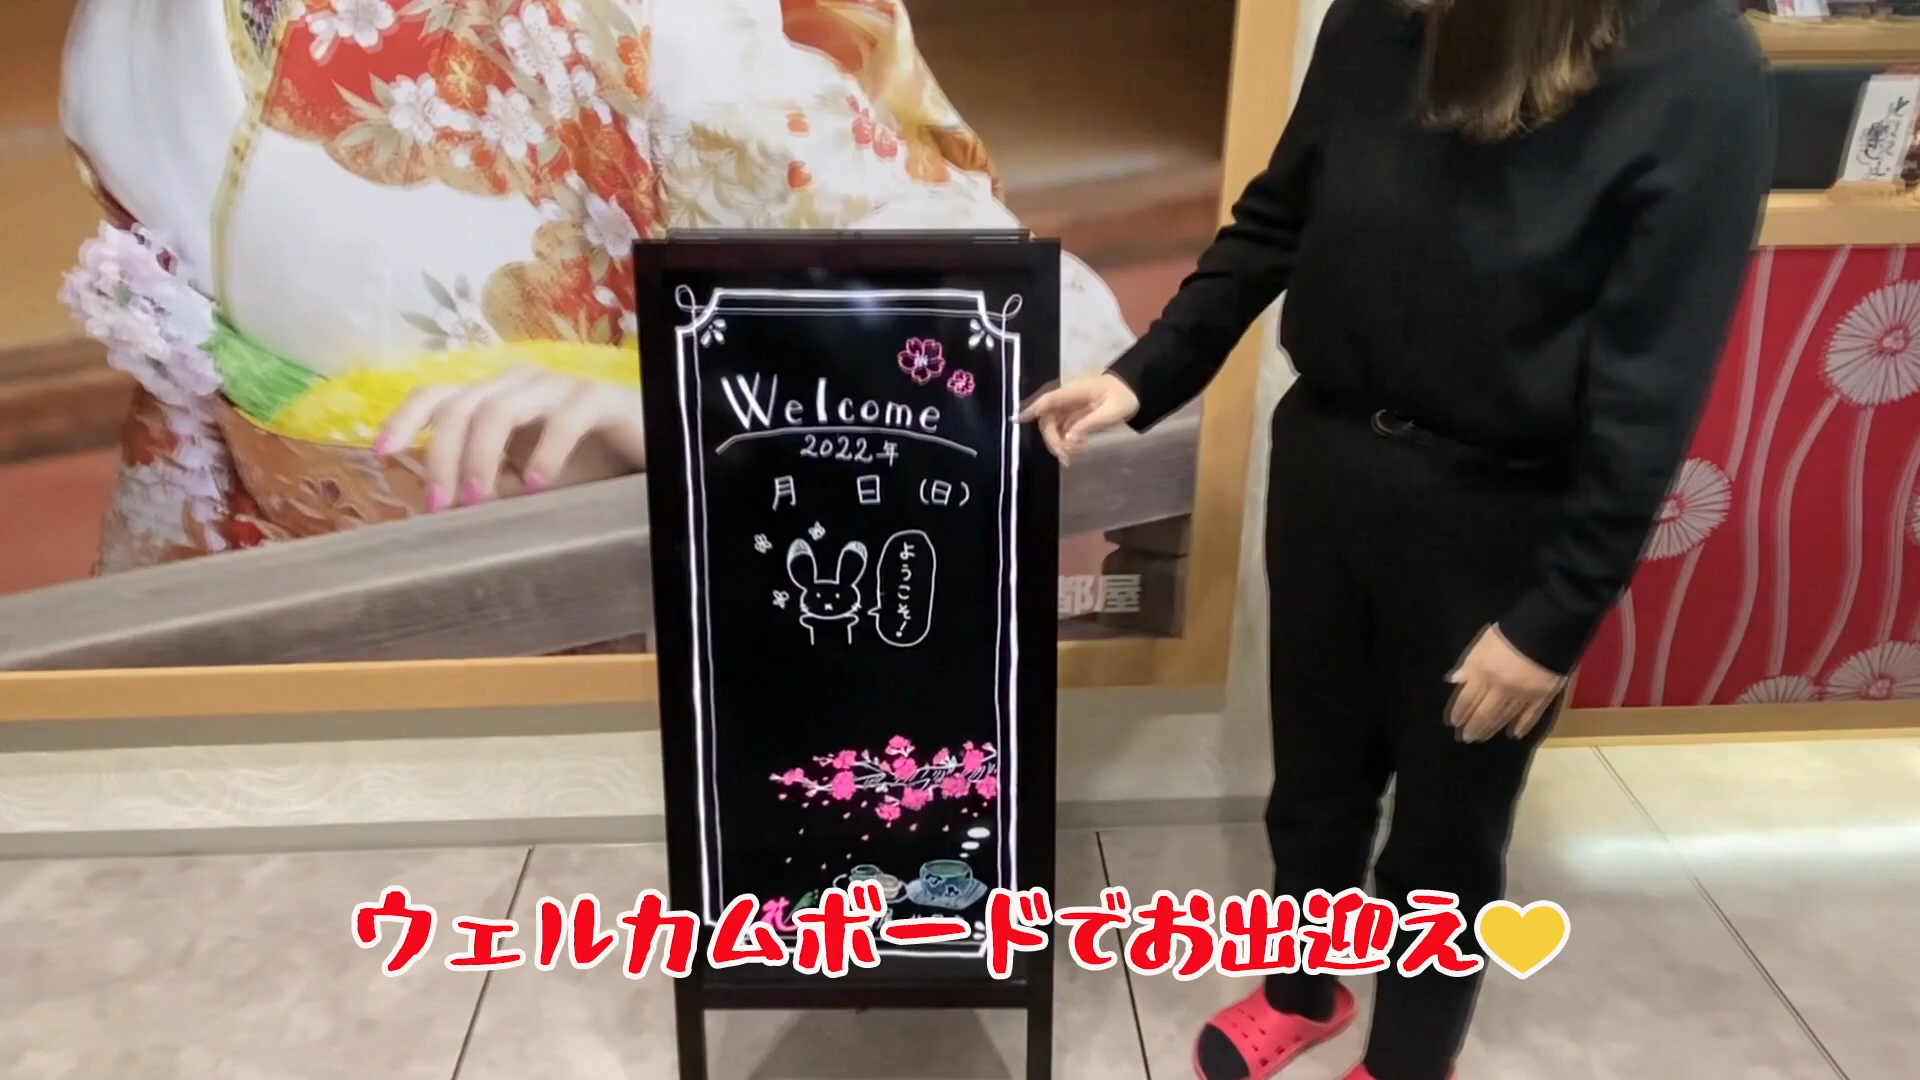 Welcome
2022年
月 日 (日)
ようこそ!
都屋
ウェルカムボードでお出迎え